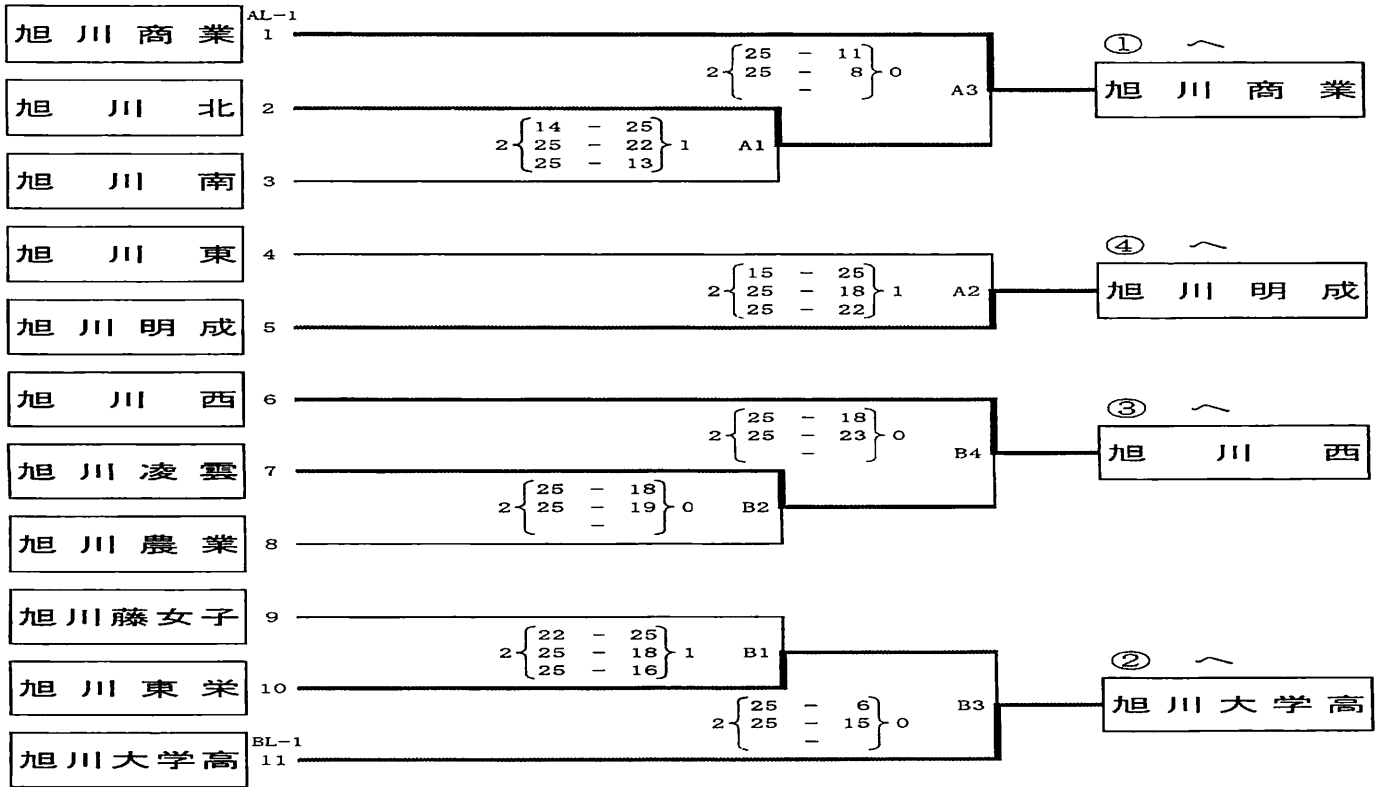 AL-1
旭川商業 1
2 { 25 - 11 } 0
25 - 8
-
A3
① へ
旭川商業
旭川北 2
2 { 14 - 25 } 1
25 - 22
25 - 13
A1
旭川南 3
旭川東 4
2 { 15 - 25 } 1
25 - 18
25 - 22
A2
④ へ
旭川明成
旭川明成 5
旭川西 6
2 { 25 - 18 } 0
25 - 23
-
B4
③ へ
旭川西
旭川凌雲 7
2 { 25 - 18 } 0
25 - 19
-
B2
旭川農業 8
旭川藤女子 9
2 { 22 - 25 } 1
25 - 18
25 - 16
B1
旭川東栄 10
2 { 25 - 6 } 0
25 - 15
-
B3
② へ
旭川大学高
BL-1
旭川大学高 11